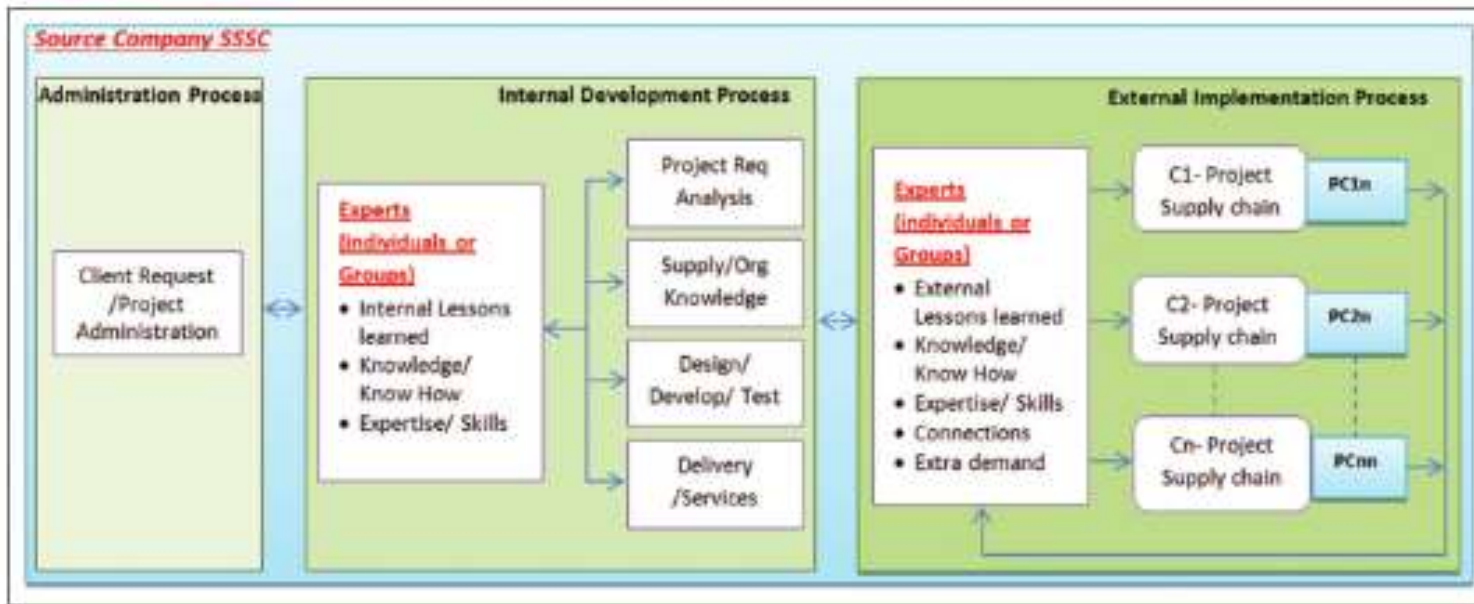 Source Company SSSC
Administration Process
Client Request
/Project
Administration
Internal Development Process
Experts
(individuals or
Groups)
• Internal Lessons
learned
• Knowledge/
Know How
• Expertise/ Skills
Project Req
Analysis
Supply/Org
Knowledge
Design/
Develop/ Test
Delivery
/Services
External Implementation Process
Experts
(individuals or
Groups)
• External
Lessons learned
• Knowledge/
Know How
• Expertise/ Skills
• Connections
• Extra demand
C1- Project
Supply chain
PC1n
C2- Project
Supply chain
PC2n
Cn- Project
Supply chain
PCnn